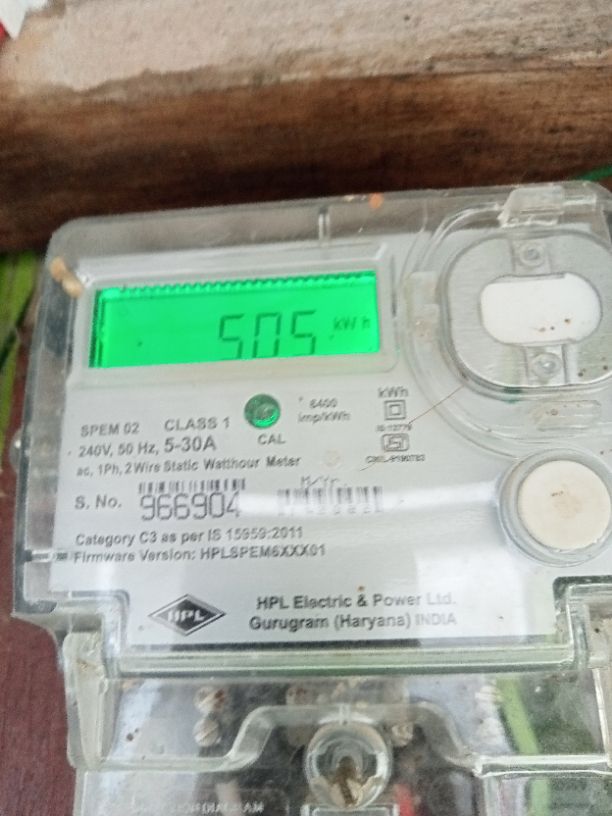 505 kWh
SPEM 02 CLASS 1
240V, 50 Hz, 5-30A
ac, 1Ph, 2 Wire Static Watthour Meter
CAL
6400
imp/kWh
kWh
S. No. 966904
M/Yr.
Category C3 as per IS 15959:2011
Firmware Version: HPLSPEM6XXX01
HPL
HPL Electric & Power Ltd.
Gurugram (Haryana) INDIA